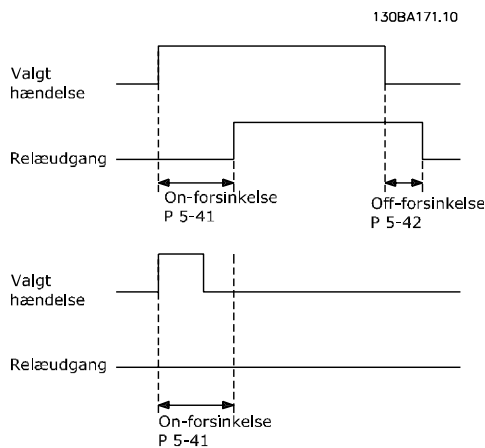 130BA171.10
Valgt
hændelse
Relæudgang
On-forsinkelse
P 5-41
Off-forsinkelse
P 5-42
Valgt
hændelse
Relæudgang
On-forsinkelse
P 5-41